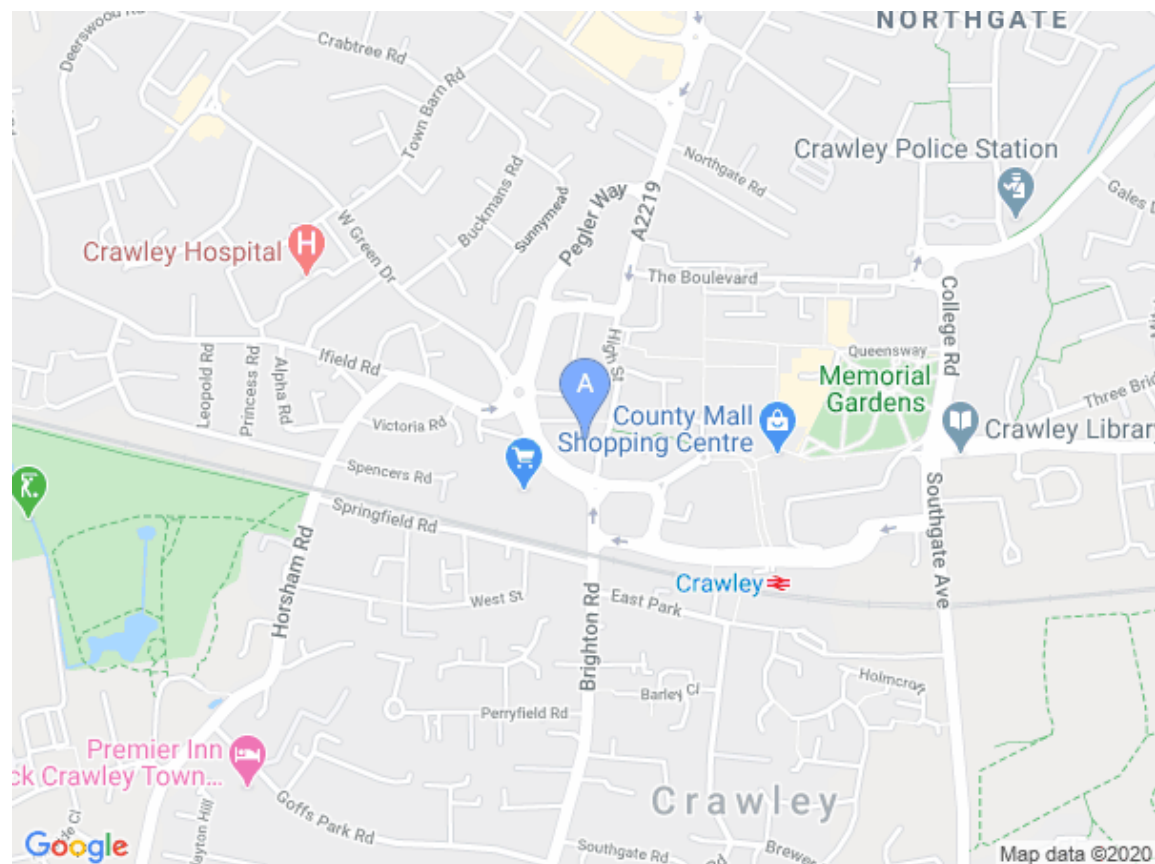 NORTHGATE
Deerswood Rd
Crabtree Rd
Town Barn Rd
Crawley Police Station
Northgate Rd
Buckmans Rd
Sunnymead
Pegler Way
A2219
W Green Dr
Crawley Hospital
H
Gales
The Boulevard
College Rd
High St
Queensway
Ifield Rd
Leopold Rd
Princess Rd
Alpha Rd
A
Memorial
Gardens
Three
Victoria Rd
County Mall
Shopping Centre
Crawley Library
Spencers Rd
Springfield Rd
Southgate Ave
Horsham Rd
Crawley
West St
East Park
Brighton Rd
Holmcroft
Barley Cl
Perryfield Rd
Premier Inn
ck Crawley Town...
Crawley
Goffs Park Rd
Southgate Rd
Rd
Google
Map data ©2020